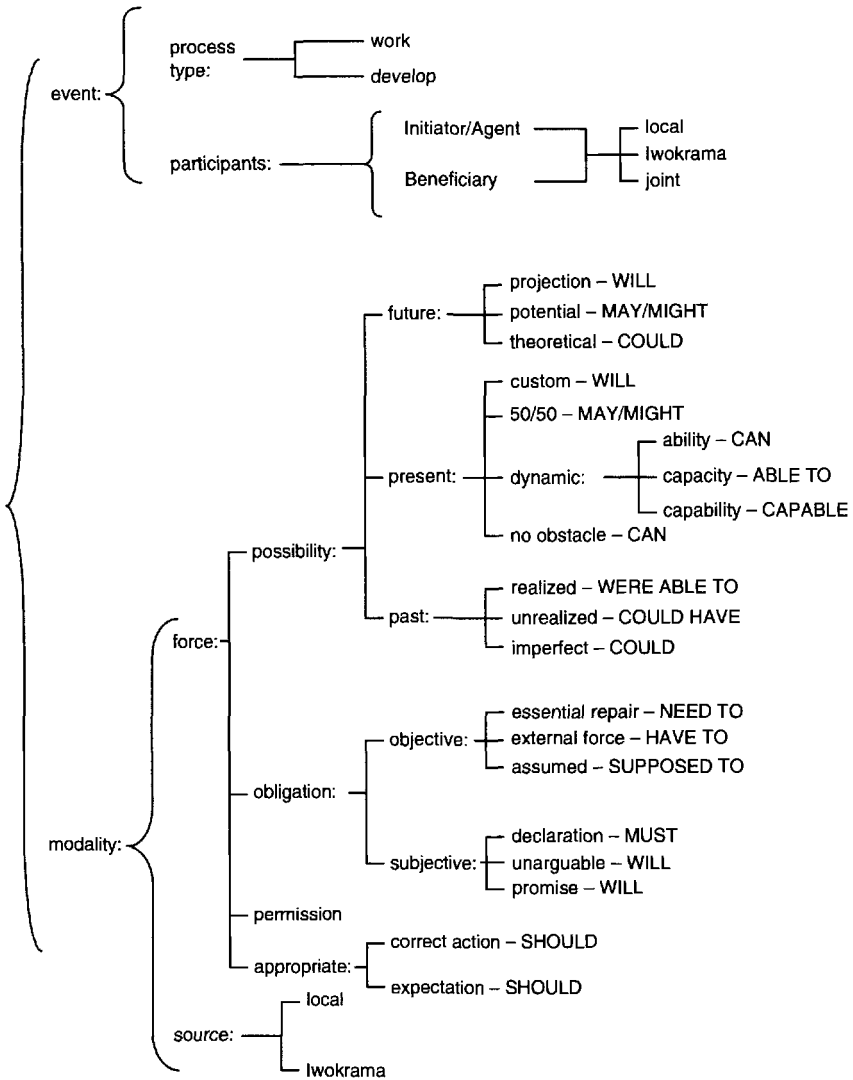 process type:
work
develop
event:
participants:
Initiator/Agent
Beneficiary
local
Iwokrama
joint
future:
projection – WILL
potential – MAY/MIGHT
theoretical – COULD
present:
custom – WILL
50/50 – MAY/MIGHT
dynamic:
ability – CAN
capacity – ABLE TO
capability – CAPABLE
no obstacle – CAN
possibility:
past:
realized – WERE ABLE TO
unrealized – COULD HAVE
imperfect – COULD
force:
obligation:
objective:
essential repair – NEED TO
external force – HAVE TO
assumed – SUPPOSED TO
subjective:
declaration – MUST
unarguable – WILL
promise – WILL
modality:
permission
appropriate:
correct action – SHOULD
expectation – SHOULD
source:
local
Iwokrama